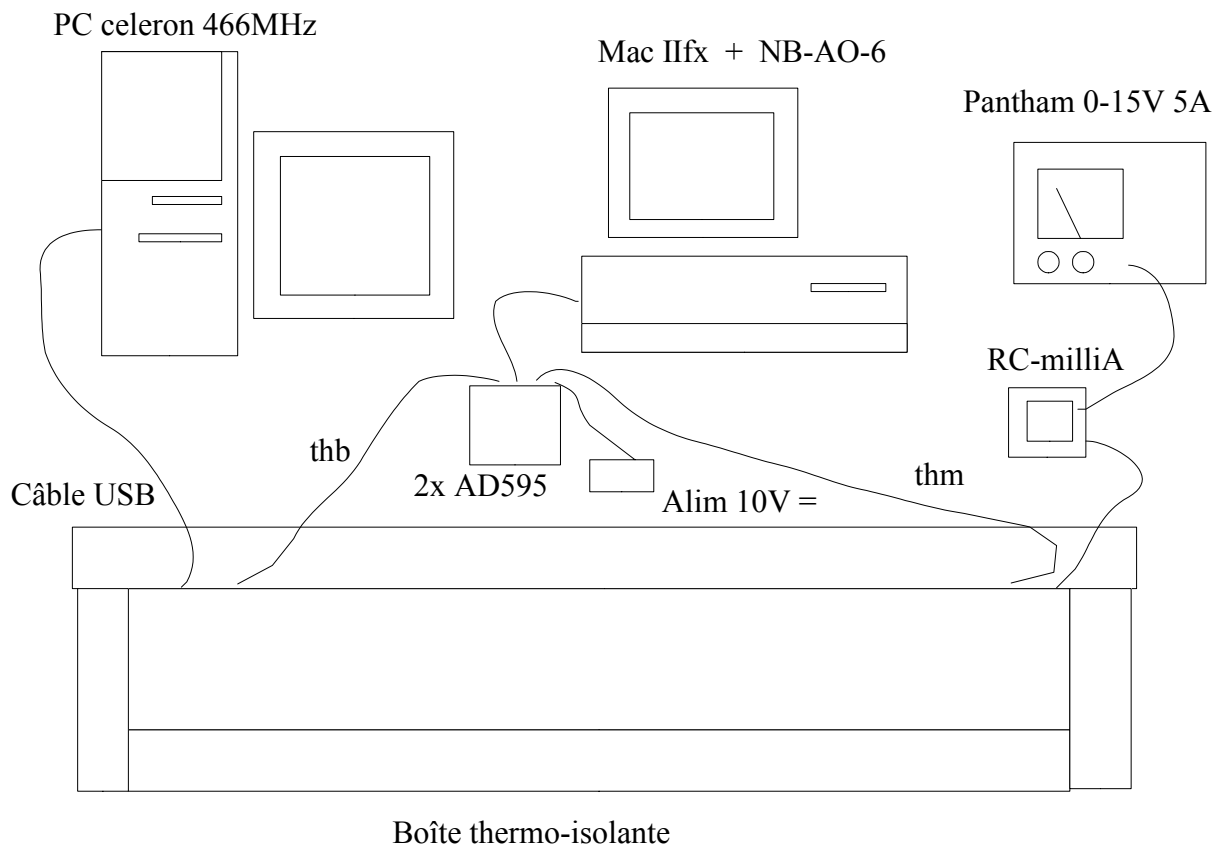 PC celeron 466MHz
Mac IIfx + NB-AO-6
Pantham 0-15V 5A
RC-milliA
thb
2x AD595
thm
Câble USB
Alim 10V =
Boîte thermo-isolante